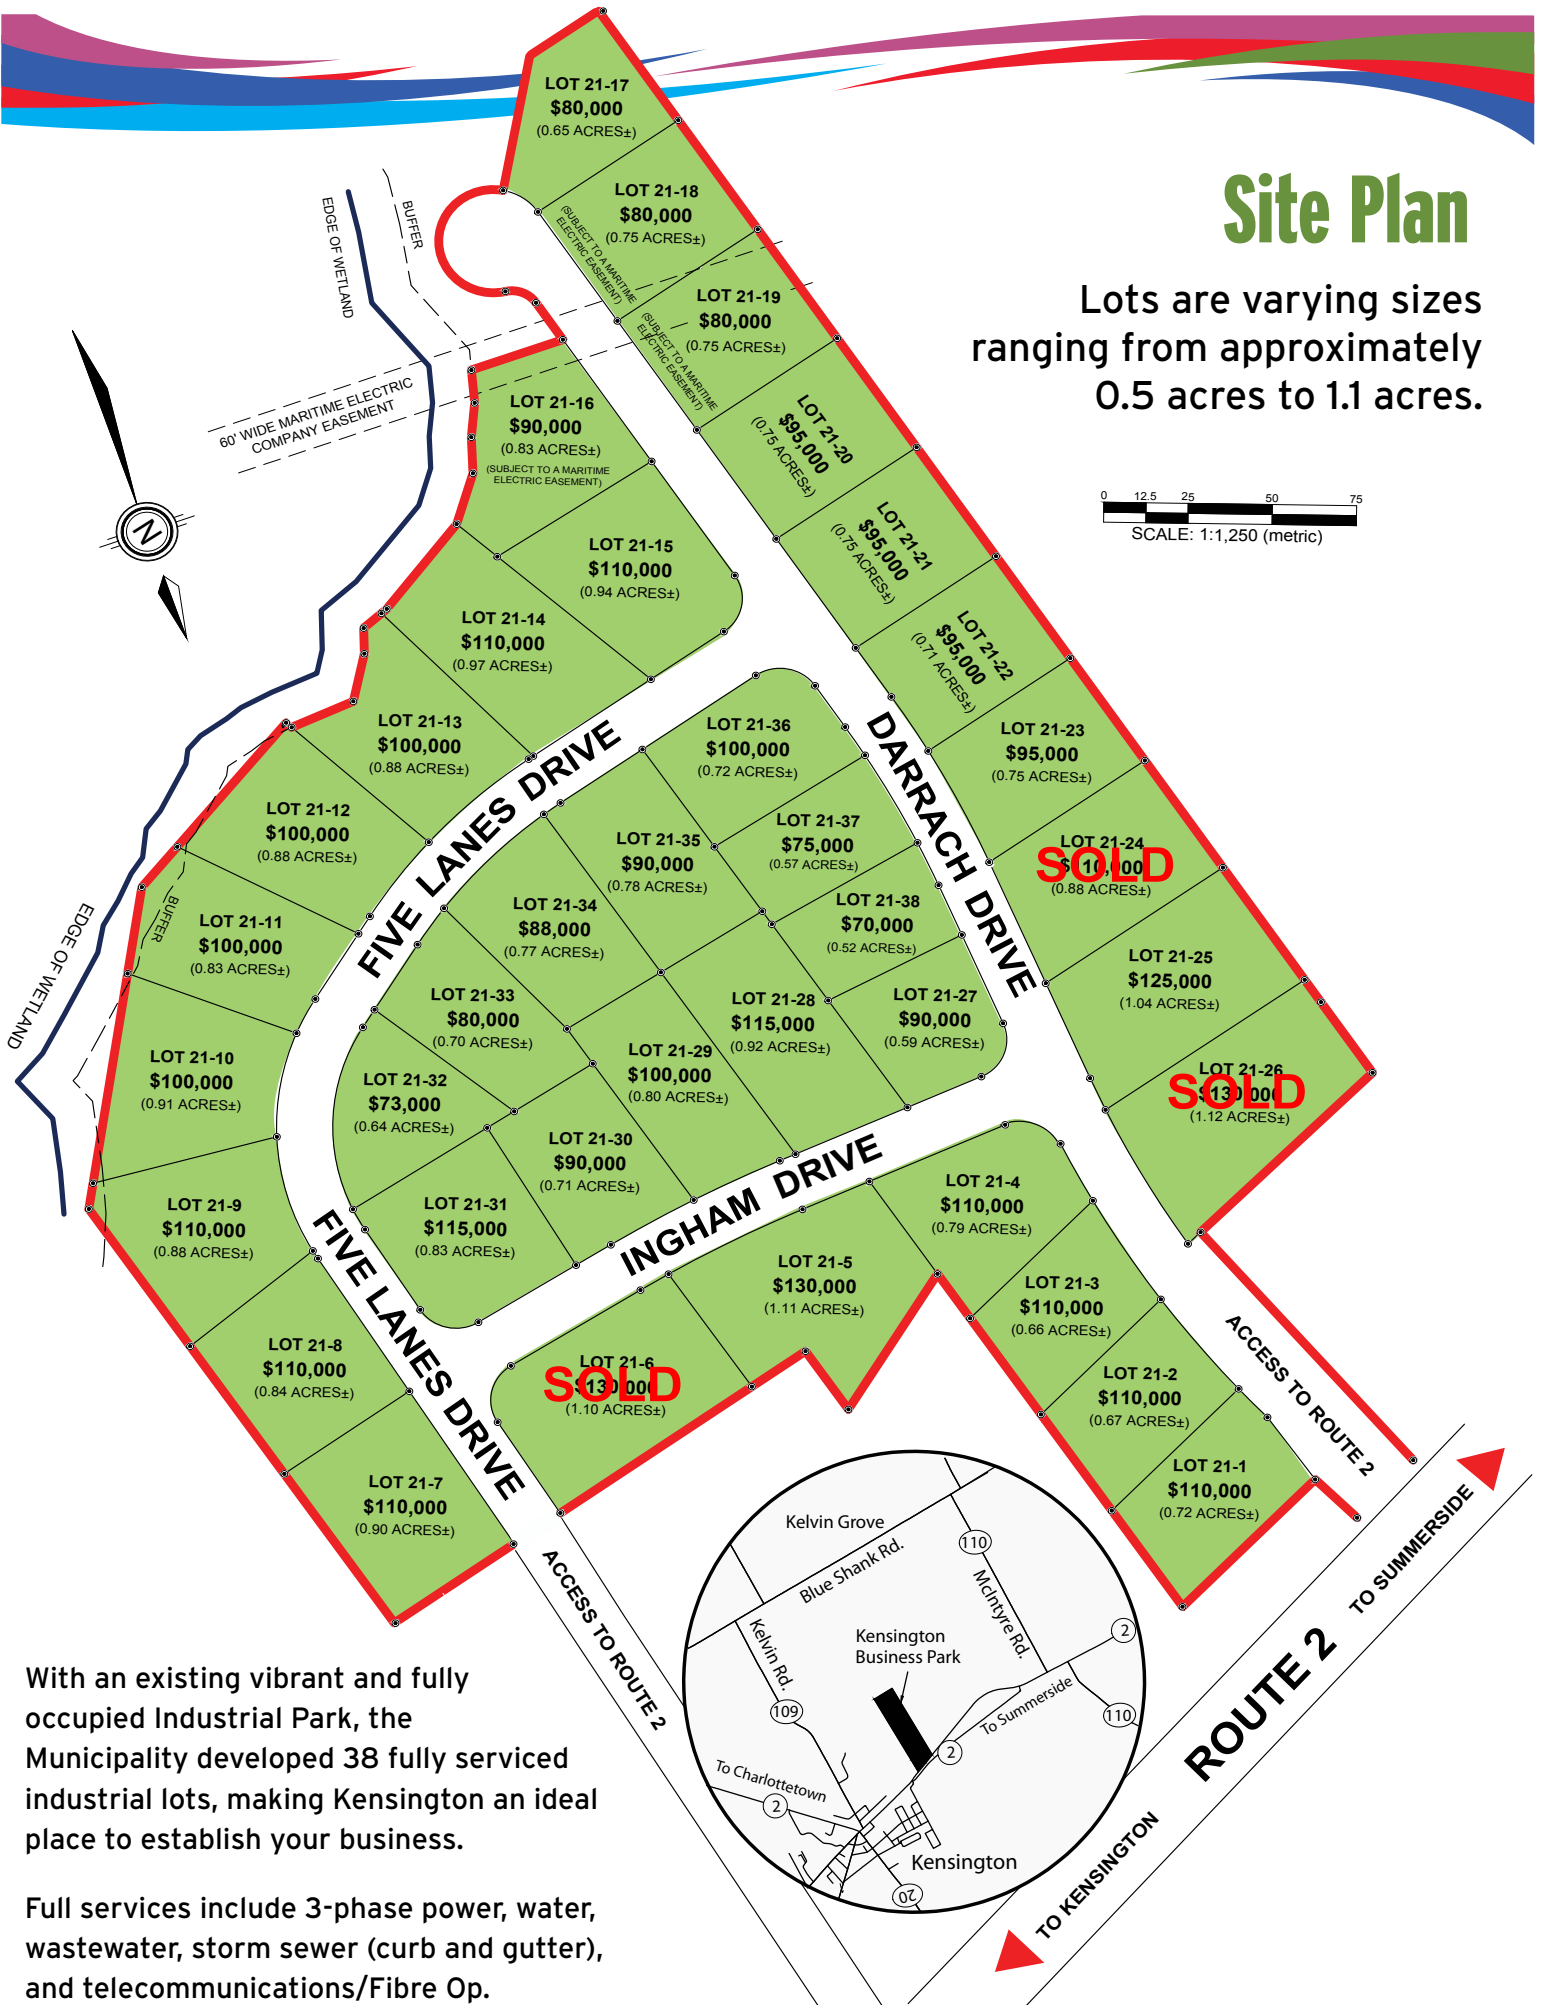 Site Plan
Lots are varying sizes
ranging from approximately
0.5 acres to 1.1 acres.
0 12.5 25 50 75
SCALE: 1:1,250 (metric)
N
EDGE OF WETLAND
BUFFER
60' WIDE MARITIME ELECTRIC
COMPANY EASEMENT
LOT 21-17
$80,000
(0.65 ACRES±)
LOT 21-18
$80,000
(0.75 ACRES±)
(SUBJECT TO A MARITIME
ELECTRIC EASEMENT)
LOT 21-19
$80,000
(0.75 ACRES±)
(SUBJECT TO A MARITIME
ELECTRIC EASEMENT)
LOT 21-20
$95,000
(0.75 ACRES±)
LOT 21-16
$90,000
(0.83 ACRES±)
(SUBJECT TO A MARITIME
ELECTRIC EASEMENT)
LOT 21-21
$95,000
(0.75 ACRES±)
LOT 21-15
$110,000
(0.94 ACRES±)
LOT 21-14
$110,000
(0.97 ACRES±)
LOT 21-22
$95,000
(0.71 ACRES±)
LOT 21-13
$100,000
(0.88 ACRES±)
LOT 21-23
$95,000
(0.75 ACRES±)
LOT 21-36
$100,000
(0.72 ACRES±)
FIVE LANES DRIVE
DARRACH DRIVE
LOT 21-12
$100,000
(0.88 ACRES±)
LOT 21-35
$90,000
(0.78 ACRES±)
LOT 21-37
$75,000
(0.57 ACRES±)
LOT 21-24
$110,000
SOLD
(0.88 ACRES±)
LOT 21-11
$100,000
(0.83 ACRES±)
BUFFER
EDGE OF WETLAND
LOT 21-34
$88,000
(0.77 ACRES±)
LOT 21-38
$70,000
(0.52 ACRES±)
LOT 21-25
$125,000
(1.04 ACRES±)
LOT 21-33
$80,000
(0.70 ACRES±)
LOT 21-28
$115,000
(0.92 ACRES±)
LOT 21-27
$90,000
(0.59 ACRES±)
LOT 21-10
$100,000
(0.91 ACRES±)
LOT 21-29
$100,000
(0.80 ACRES±)
LOT 21-26
$130,000
SOLD
(1.12 ACRES±)
LOT 21-32
$73,000
(0.64 ACRES±)
LOT 21-30
$90,000
(0.71 ACRES±)
INGHAM DRIVE
LOT 21-4
$110,000
(0.79 ACRES±)
LOT 21-9
$110,000
(0.88 ACRES±)
LOT 21-31
$115,000
(0.83 ACRES±)
LOT 21-5
$130,000
(1.11 ACRES±)
LOT 21-3
$110,000
(0.66 ACRES±)
FIVE LANES DRIVE
LOT 21-8
$110,000
(0.84 ACRES±)
LOT 21-6
$130,000
SOLD
(1.10 ACRES±)
LOT 21-2
$110,000
(0.67 ACRES±)
ACCESS TO ROUTE 2
LOT 21-7
$110,000
(0.90 ACRES±)
LOT 21-1
$110,000
(0.72 ACRES±)
ACCESS TO ROUTE 2
TO SUMMERSIDE
ROUTE 2
TO KENSINGTON
Kelvin Grove
Blue Shank Rd.
110
McIntyre Rd.
Kelvin Rd.
Kensington
Business Park
2
109
To Summerside
110
2
To Charlottetown
2
Kensington
20
With an existing vibrant and fully
occupied Industrial Park, the
Municipality developed 38 fully serviced
industrial lots, making Kensington an ideal
place to establish your business.
Full services include 3-phase power, water,
wastewater, storm sewer (curb and gutter),
and telecommunications/Fibre Op.